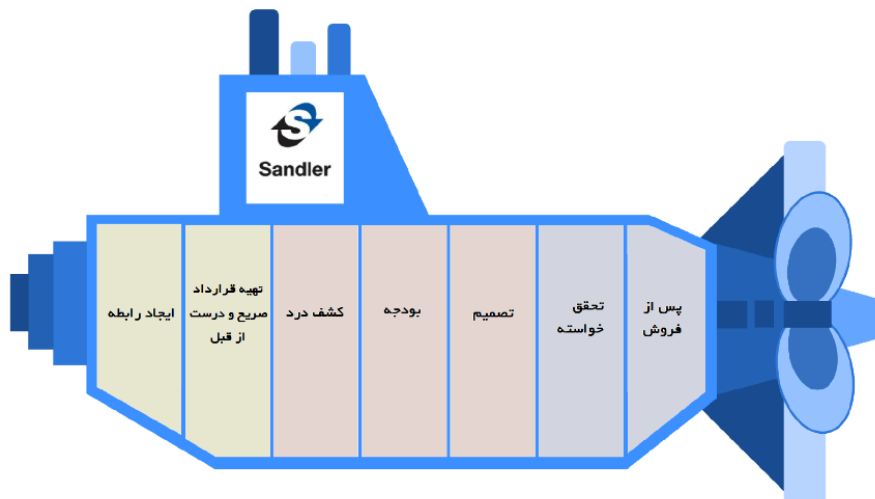 Sandler
ایجاد رابطه
تهیه قرارداد
صریح و درست
از قبل
کشف درد
بودجه
تصمیم
تحقق
خواسته
پس از
فروش